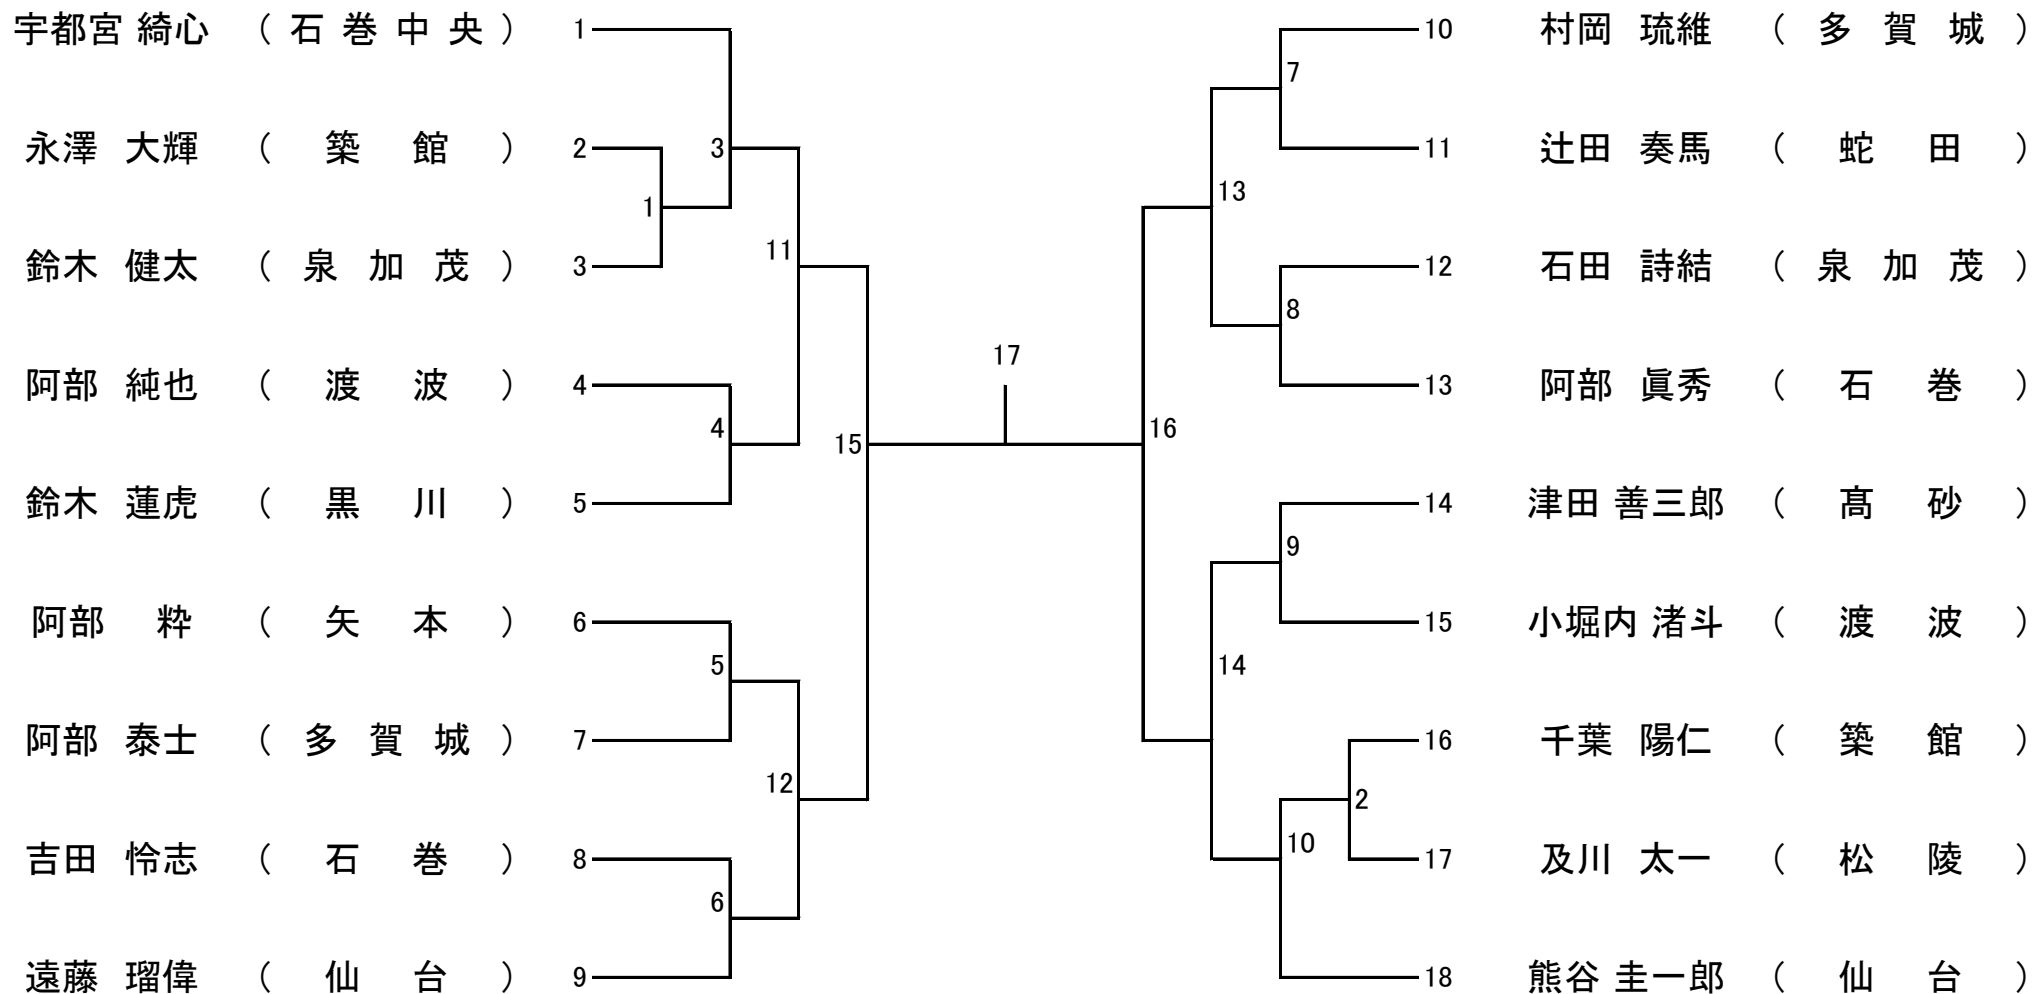 宇都宮 綺心 ( 石 巻 中 央 ) 1
永澤 大輝 ( 築 館 ) 2
鈴木 健太 ( 泉 加 茂 ) 3
阿部 純也 ( 渡 波 ) 4
鈴木 蓮虎 ( 黒 川 ) 5
阿部 粋 ( 矢 本 ) 6
阿部 泰士 ( 多 賀 城 ) 7
吉田 怜志 ( 石 巻 ) 8
遠藤 瑠偉 ( 仙 台 ) 9
1
3
4
5
6
11
12
15
17
16
13
14
7
8
9
2
10
10 村岡 琉維 ( 多 賀 城 )
11 辻田 奏馬 ( 蛇 田 )
12 石田 詩結 ( 泉 加 茂 )
13 阿部 眞秀 ( 石 巻 )
14 津田 善三郎 ( 髙 砂 )
15 小堀内 渚斗 ( 渡 波 )
16 千葉 陽仁 ( 築 館 )
17 及川 太一 ( 松 陵 )
18 熊谷 圭一郎 ( 仙 台 )